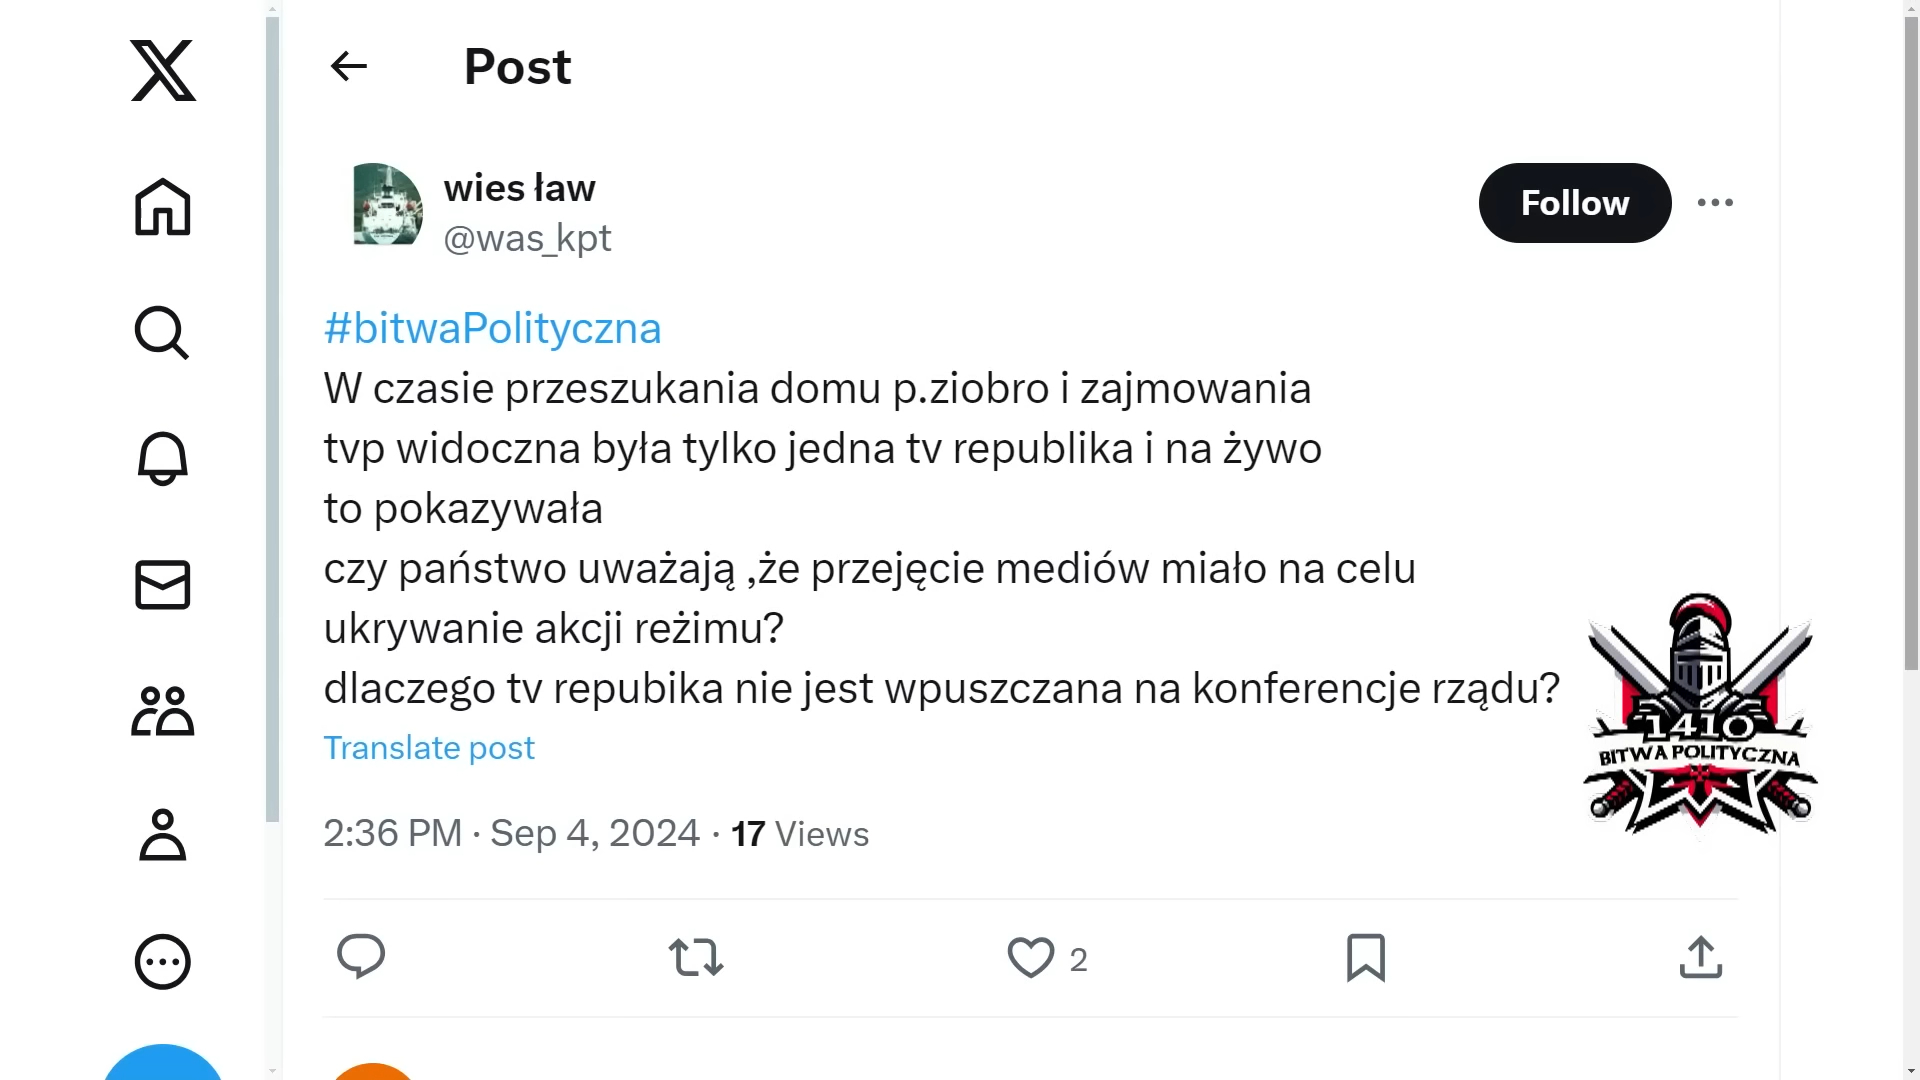 Post
wies ław
@was_kpt
Follow
#bitwaPolityczna
W czasie przeszukania domu p.ziobro i zajmowania
tvp widoczna była tylko jedna tv republika i na żywo
to pokazywała
czy państwo uważają ,że przejęcie mediów miało na celu
ukrywanie akcji reżimu?
dlaczego tv repubika nie jest wpuszczana na konferencje rządu?
1410
BITWA POLITYCZNA
Translate post
2:36 PM · Sep 4, 2024 · 17 Views
2